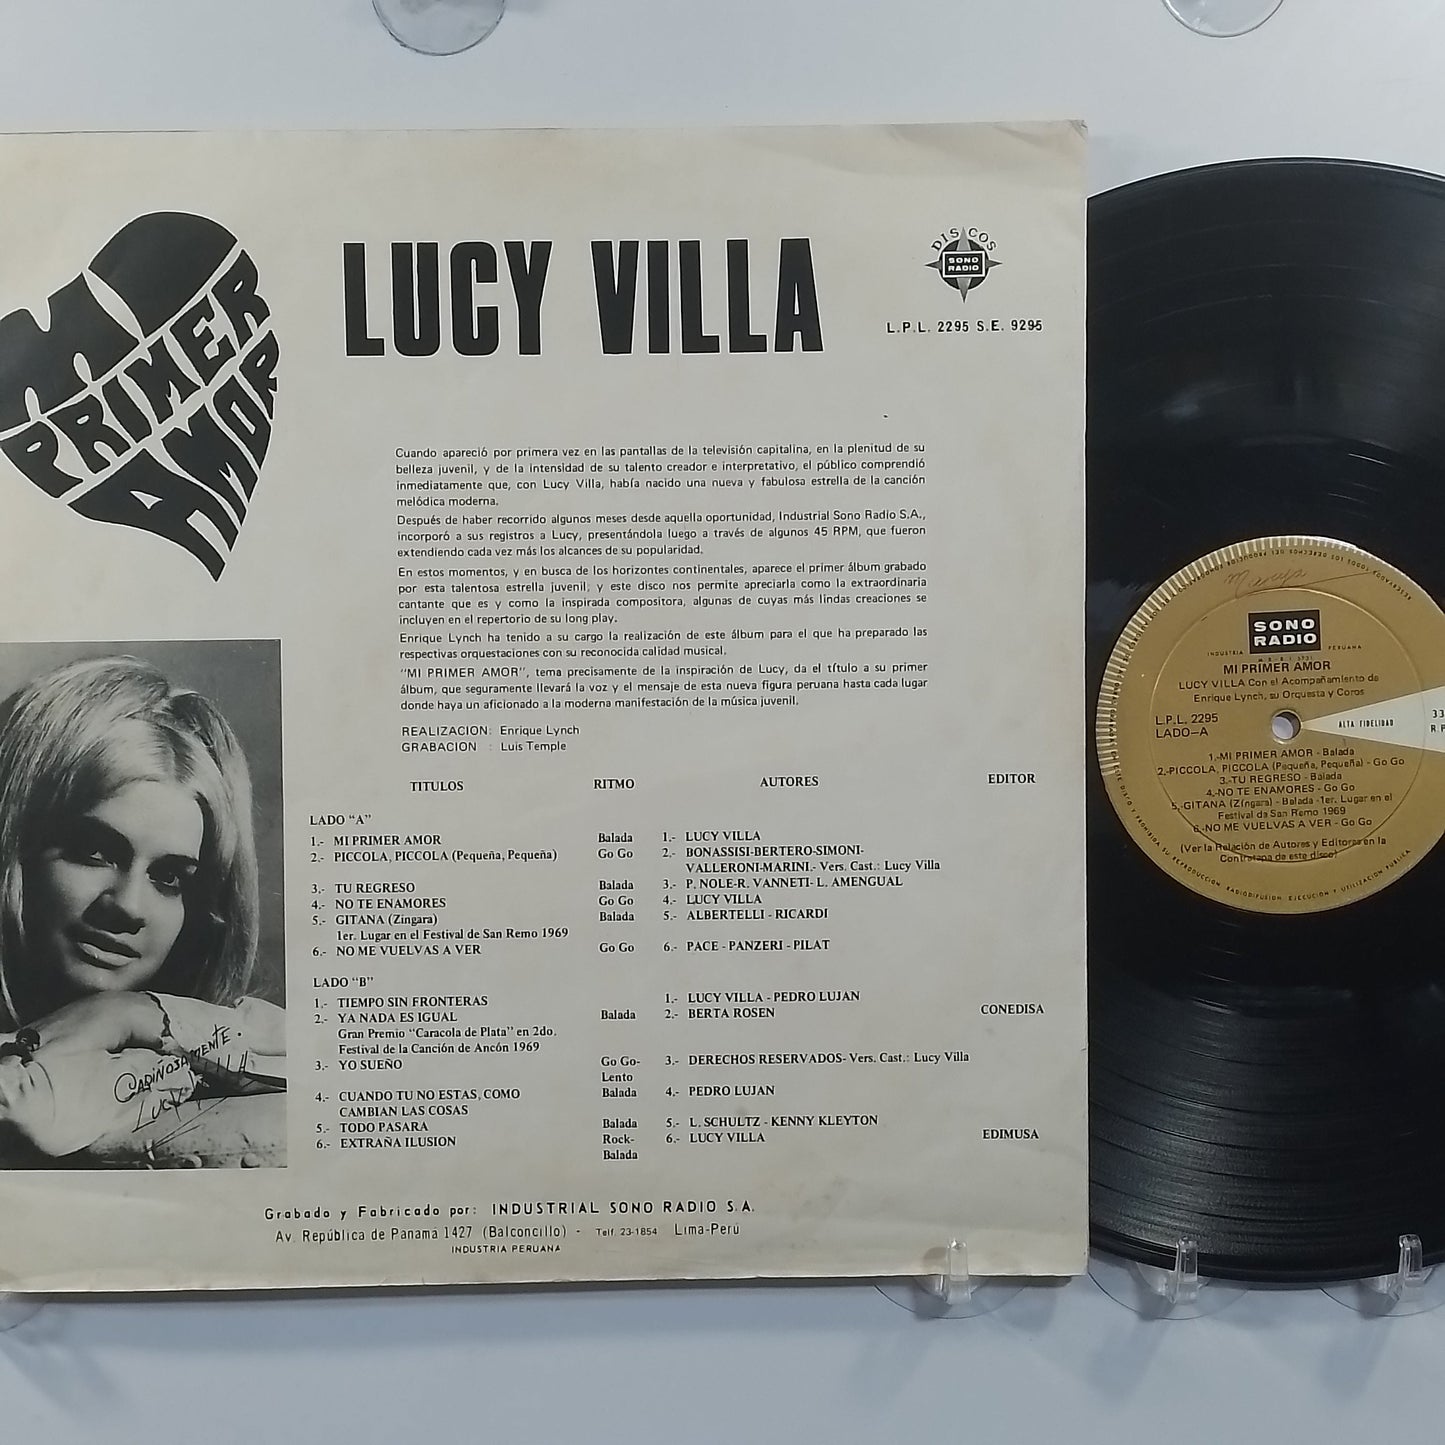 MI
PRIMER
AMOR
LUCY VILLA
DISCOS
SONO
RADIO
L.P.L. 2295 S.E. 9295
Cuando apareció por primera vez en las pantallas de la televisión capitalina, en la plenitud de su
belleza juvenil, y de la intensidad de su talento creador e interpretativo, el público comprendió
inmediatamente que, con Lucy Villa, había nacido una nueva y fabulosa estrella de la canción
melódica moderna.
Después de haber recorrido algunos meses desde aquella oportunidad, Industrial Sono Radio S.A.,
incorporó a sus registros a Lucy, presentándola luego a través de algunos 45 RPM, que fueron
extendiendo cada vez más los alcances de su popularidad.
En estos momentos, y en busca de los horizontes continentales, aparece el primer álbum grabado
por esta talentosa estrella juvenil; y este disco nos permite apreciarla como la extraordinaria
cantante que es y como la inspirada compositora, algunas de cuyas más lindas creaciones se
incluyen en el repertorio de su long play.
Enrique Lynch ha tenido a su cargo la realización de este álbum para el que ha preparado las
respectivas orquestaciones con su reconocida calidad musical.
"MI PRIMER AMOR", tema precisamente de la inspiración de Lucy, da el título a su primer
álbum, que seguramente llevará la voz y el mensaje de esta nueva figura peruana hasta cada lugar
donde haya un aficionado a la moderna manifestación de la música juvenil.
REALIZACION: Enrique Lynch
GRABACION : Luis Temple
TITULOS RITMO AUTORES EDITOR
LADO "A"
1.- MI PRIMER AMOR Balada 1.- LUCY VILLA
2.- PICCOLA, PICCOLA (Pequeña, Pequeña) Go Go 2.- BONASSISI-BERTERO-SIMONI-
VALLERONI-MARINI.- Vers. Cast.: Lucy Villa
3.- TU REGRESO Balada 3.- P. NOLE-R. VANNETI- L. AMENGUAL
4.- NO TE ENAMORES Go Go 4.- LUCY VILLA
5.- GITANA (Zíngara) Balada 5.- ALBERTELLI - RICARDI
1er. Lugar en el Festival de San Remo 1969
6.- NO ME VUELVAS A VER Go Go 6.- PACE - PANZERI - PILAT
LADO "B"
1.- TIEMPO SIN FRONTERAS 1.- LUCY VILLA - PEDRO LUJAN
2.- YA NADA ES IGUAL Balada 2.- BERTA ROSEN CONEDISA
Gran Premio "Caracola de Plata" en 2do.
Festival de la Canción de Ancón 1969
3.- YO SUEÑO Go Go- 3.- DERECHOS RESERVADOS- Vers. Cast.: Lucy Villa
Lento
4.- CUANDO TU NO ESTAS, COMO Balada 4.- PEDRO LUJAN
CAMBIAN LAS COSAS
5.- TODO PASARA Balada 5.- L. SCHULTZ - KENNY KLEYTON
6.- EXTRAÑA ILUSION Rock- 6.- LUCY VILLA EDIMUSA
Balada
CARIÑOSAMENTE.
LUCY VILLA
Grabado y Fabricado por: INDUSTRIAL SONO RADIO S.A.
Av. República de Panamá 1427 (Balconcillo) - Telf. 23-1854 Lima-Perú
INDUSTRIA PERUANA
SONO
RADIO
INDUSTRIA PERUANA
MI PRIMER AMOR
LUCY VILLA Con el Acompañamiento de
Enrique Lynch, su Orquesta y Coros
L.P.L. 2295
LADO-A
ALTA FIDELIDAD
33
1.-MI PRIMER AMOR - Balada
2.-PICCOLA, PICCOLA (Pequeña, Pequeña) - Go Go
3.-TU REGRESO - Balada
4.-NO TE ENAMORES - Go Go
5.-GITANA (Zíngara) - Balada -1er. Lugar en el
Festival de San Remo 1969
6.-NO ME VUELVAS A VER - Go Go
(Ver la Relación de Autores y Editores en la
Contratapa de este disco)